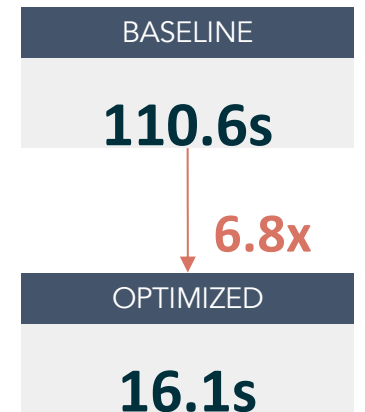 BASELINE
110.6s
6.8x
OPTIMIZED
16.1s